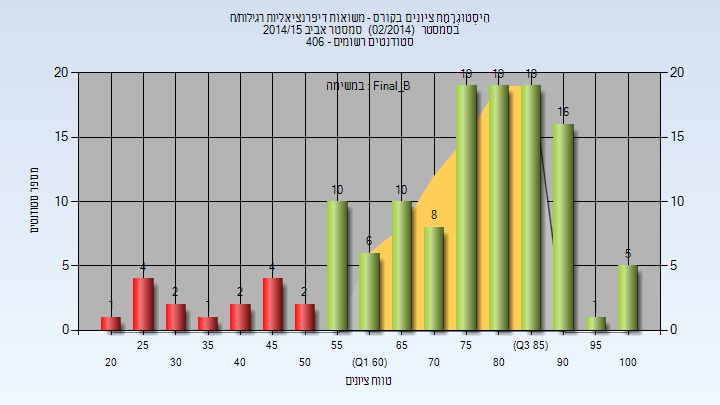 היסטוגרמת ציונים בקורס - משוואות דיפרנציאליות רגילות/ח
בסמסטר (02/2014) סמסטר אביב 2014/15
סטודנטים רשומים - 406
במשימה : Final_B
מספר סטודנטים
20 20
15 15
10 10
5 5
0 0
1 4 2 1 2 4 2 10 6 10 8 19 19 19 16 1 5
25 35 45 55 65 75 (Q3 85) 95
20 30 40 50 (Q1 60) 70 80 90 100
טווח ציונים